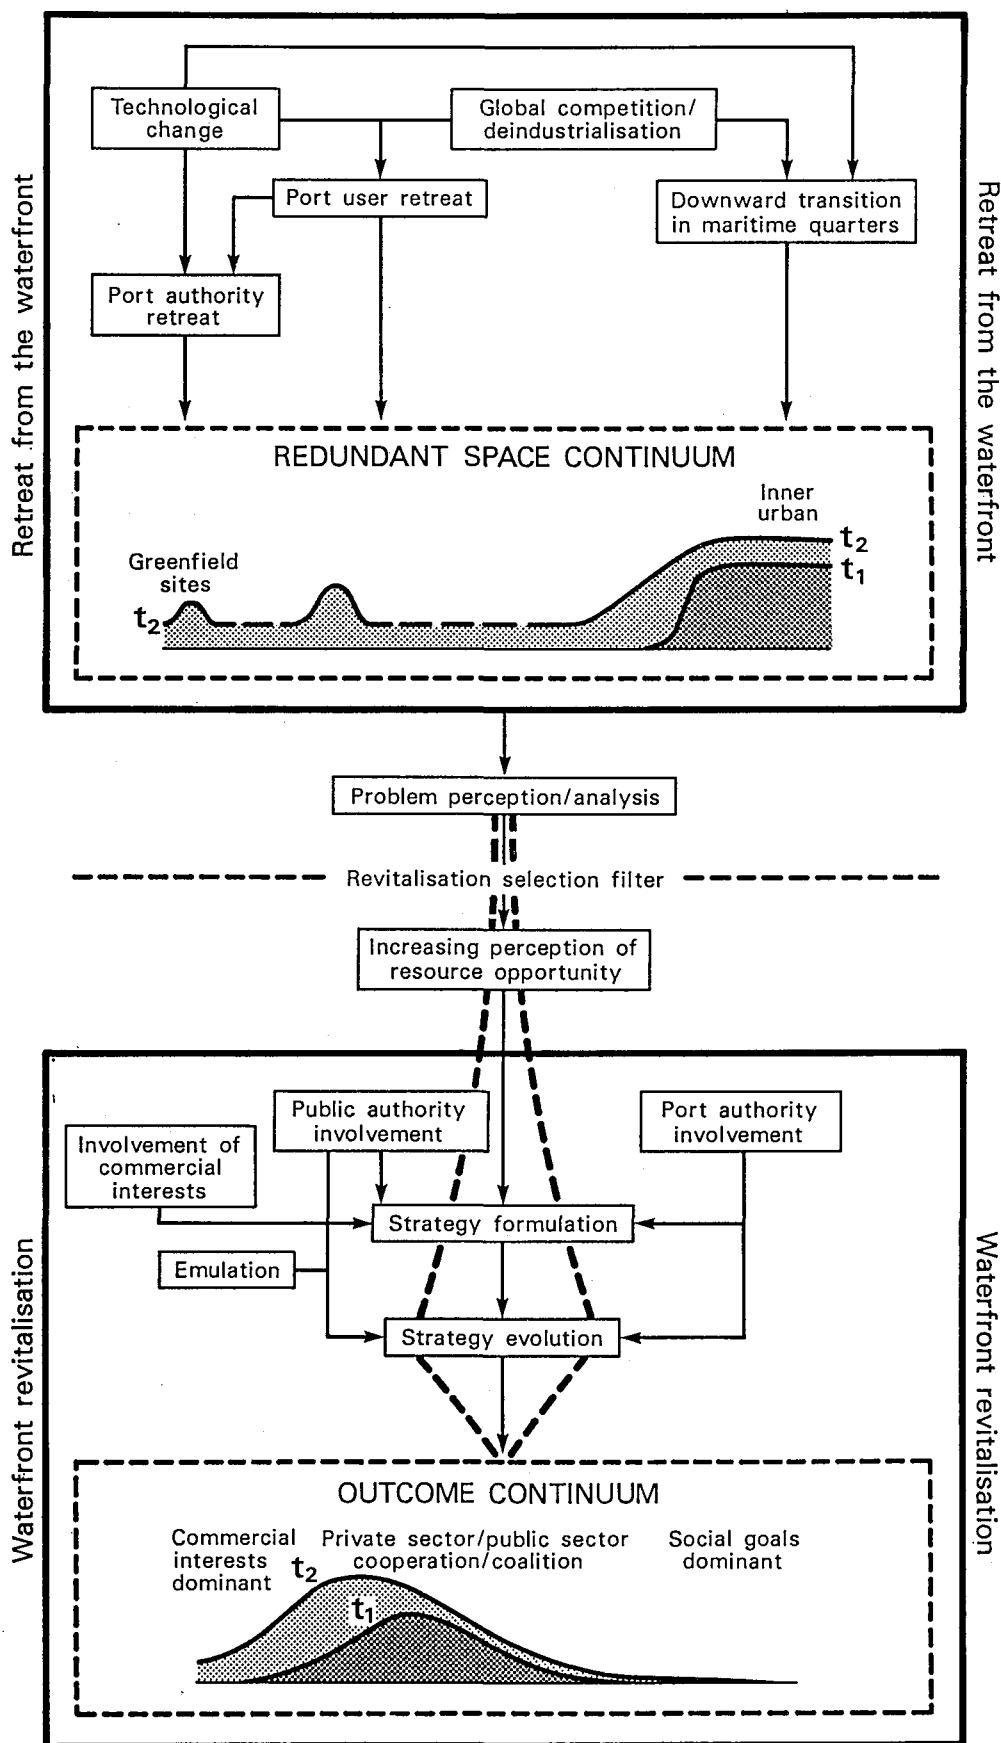 Technological
change
Global competition/
deindustrialisation
Port user retreat
Downward transition
in maritime quarters
Port authority
retreat
Retreat from the waterfront
Retreat from the waterfront
REDUNDANT SPACE CONTINUUM
Inner
urban
t2
t1
Greenfield
sites
t2
Problem perception/analysis
Revitalisation selection filter
Increasing perception of
resource opportunity
Public authority
involvement
Port authority
involvement
Involvement of
commercial
interests
Strategy formulation
Emulation
Strategy evolution
Waterfront revitalisation
Waterfront revitalisation
OUTCOME CONTINUUM
Commercial
interests
dominant
Private sector/public sector
cooperation/coalition
Social goals
dominant
t2
t1